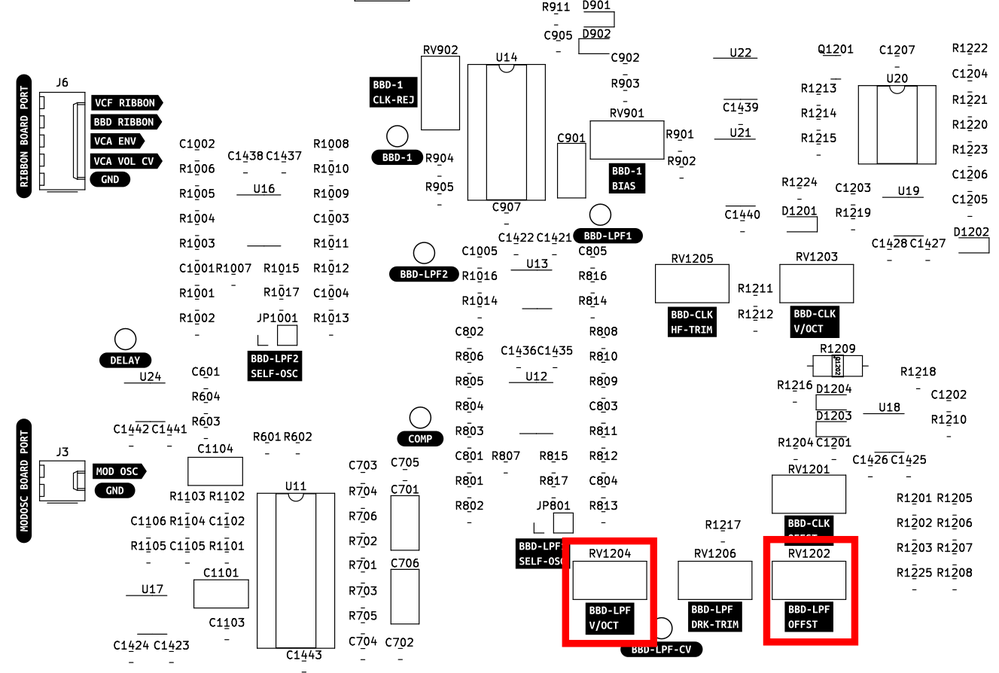 R911
D901
C905
D902
RV902
U14
C902
U22
Q1201
C1207
R1222
J6
BBD-1
CLK-REJ
R903
R1213
U20
C1204
RIBBON BOARD PORT
VCF RIBBON
BBD RIBBON
VCA ENV
VCA VOL CV
GND
C1439
R1214
R1221
RV901
U21
R1215
R1220
BBD-1
R901
C901
R902
C1002
C1438
C1437
R1008
R904
R1223
R1006
R1010
BBD-1
BIAS
R1224
C1203
U19
C1206
R1005
U16
R1009
R905
C1205
R1004
C1003
C907
BBD-LPF1
C1440
D1201
R1219
R1003
R1011
BBD-LPF2
C1422
C1421
C1428
C1427
D1202
C1005
C805
C1001
R1007
R1015
R1012
R1016
U13
R816
RV1205
RV1203
R1001
R1017
C1004
R1014
R814
R1211
R1002
JP1001
R1013
BBD-CLK
HF-TRIM
R1212
BBD-CLK
V/OCT
DELAY
BBD-LPF2
SELF-OSC
C802
R808
R806
C1436
C1435
R810
R1209
Q1202
U24
C601
R805
U12
R809
R1216
D1204
R1218
R604
R804
C803
C1202
C1442
C1441
R603
COMP
R803
R811
D1203
U18
R1210
R601
R602
R1204
C1201
MODOSC BOARD PORT
J3
MOD OSC
GND
C1104
C703
C705
C801
R807
R815
R812
C1426
C1425
RV1201
R1103
R1102
U11
R704
C701
R801
R817
C804
R1201
R1205
C1106
R1104
C1102
R706
R802
JP801
R813
R1217
BBD-CLK
R1202
R1206
R1105
C1105
R1101
R702
BBD-LPF
SELF-OSC
RV1204
RV1206
RV1202
R1203
R1207
R701
C706
R1225
R1208
U17
C1101
R703
BBD-LPF
V/OCT
BBD-LPF
DRK-TRIM
BBD-LPF
OFFST
C1103
R705
C1424
C1423
C704
C702
BBD-LPF-CV
C1443